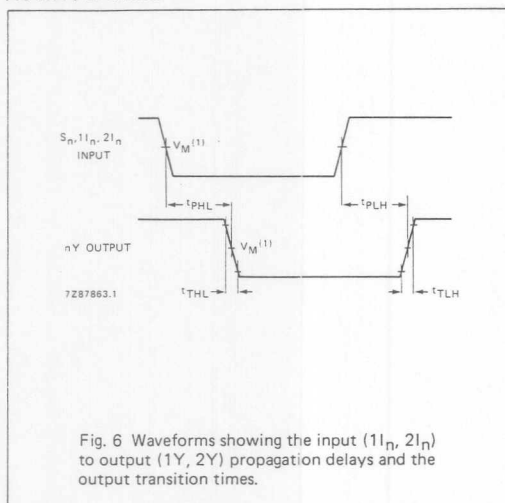 Sn, 1In, 2In
INPUT
VM(1)
tPHL
tPLH
nY OUTPUT
VM(1)
7Z87863.1
tTHL
tTLH
Fig. 6 Waveforms showing the input (1In, 2In)
to output (1Y, 2Y) propagation delays and the
output transition times.